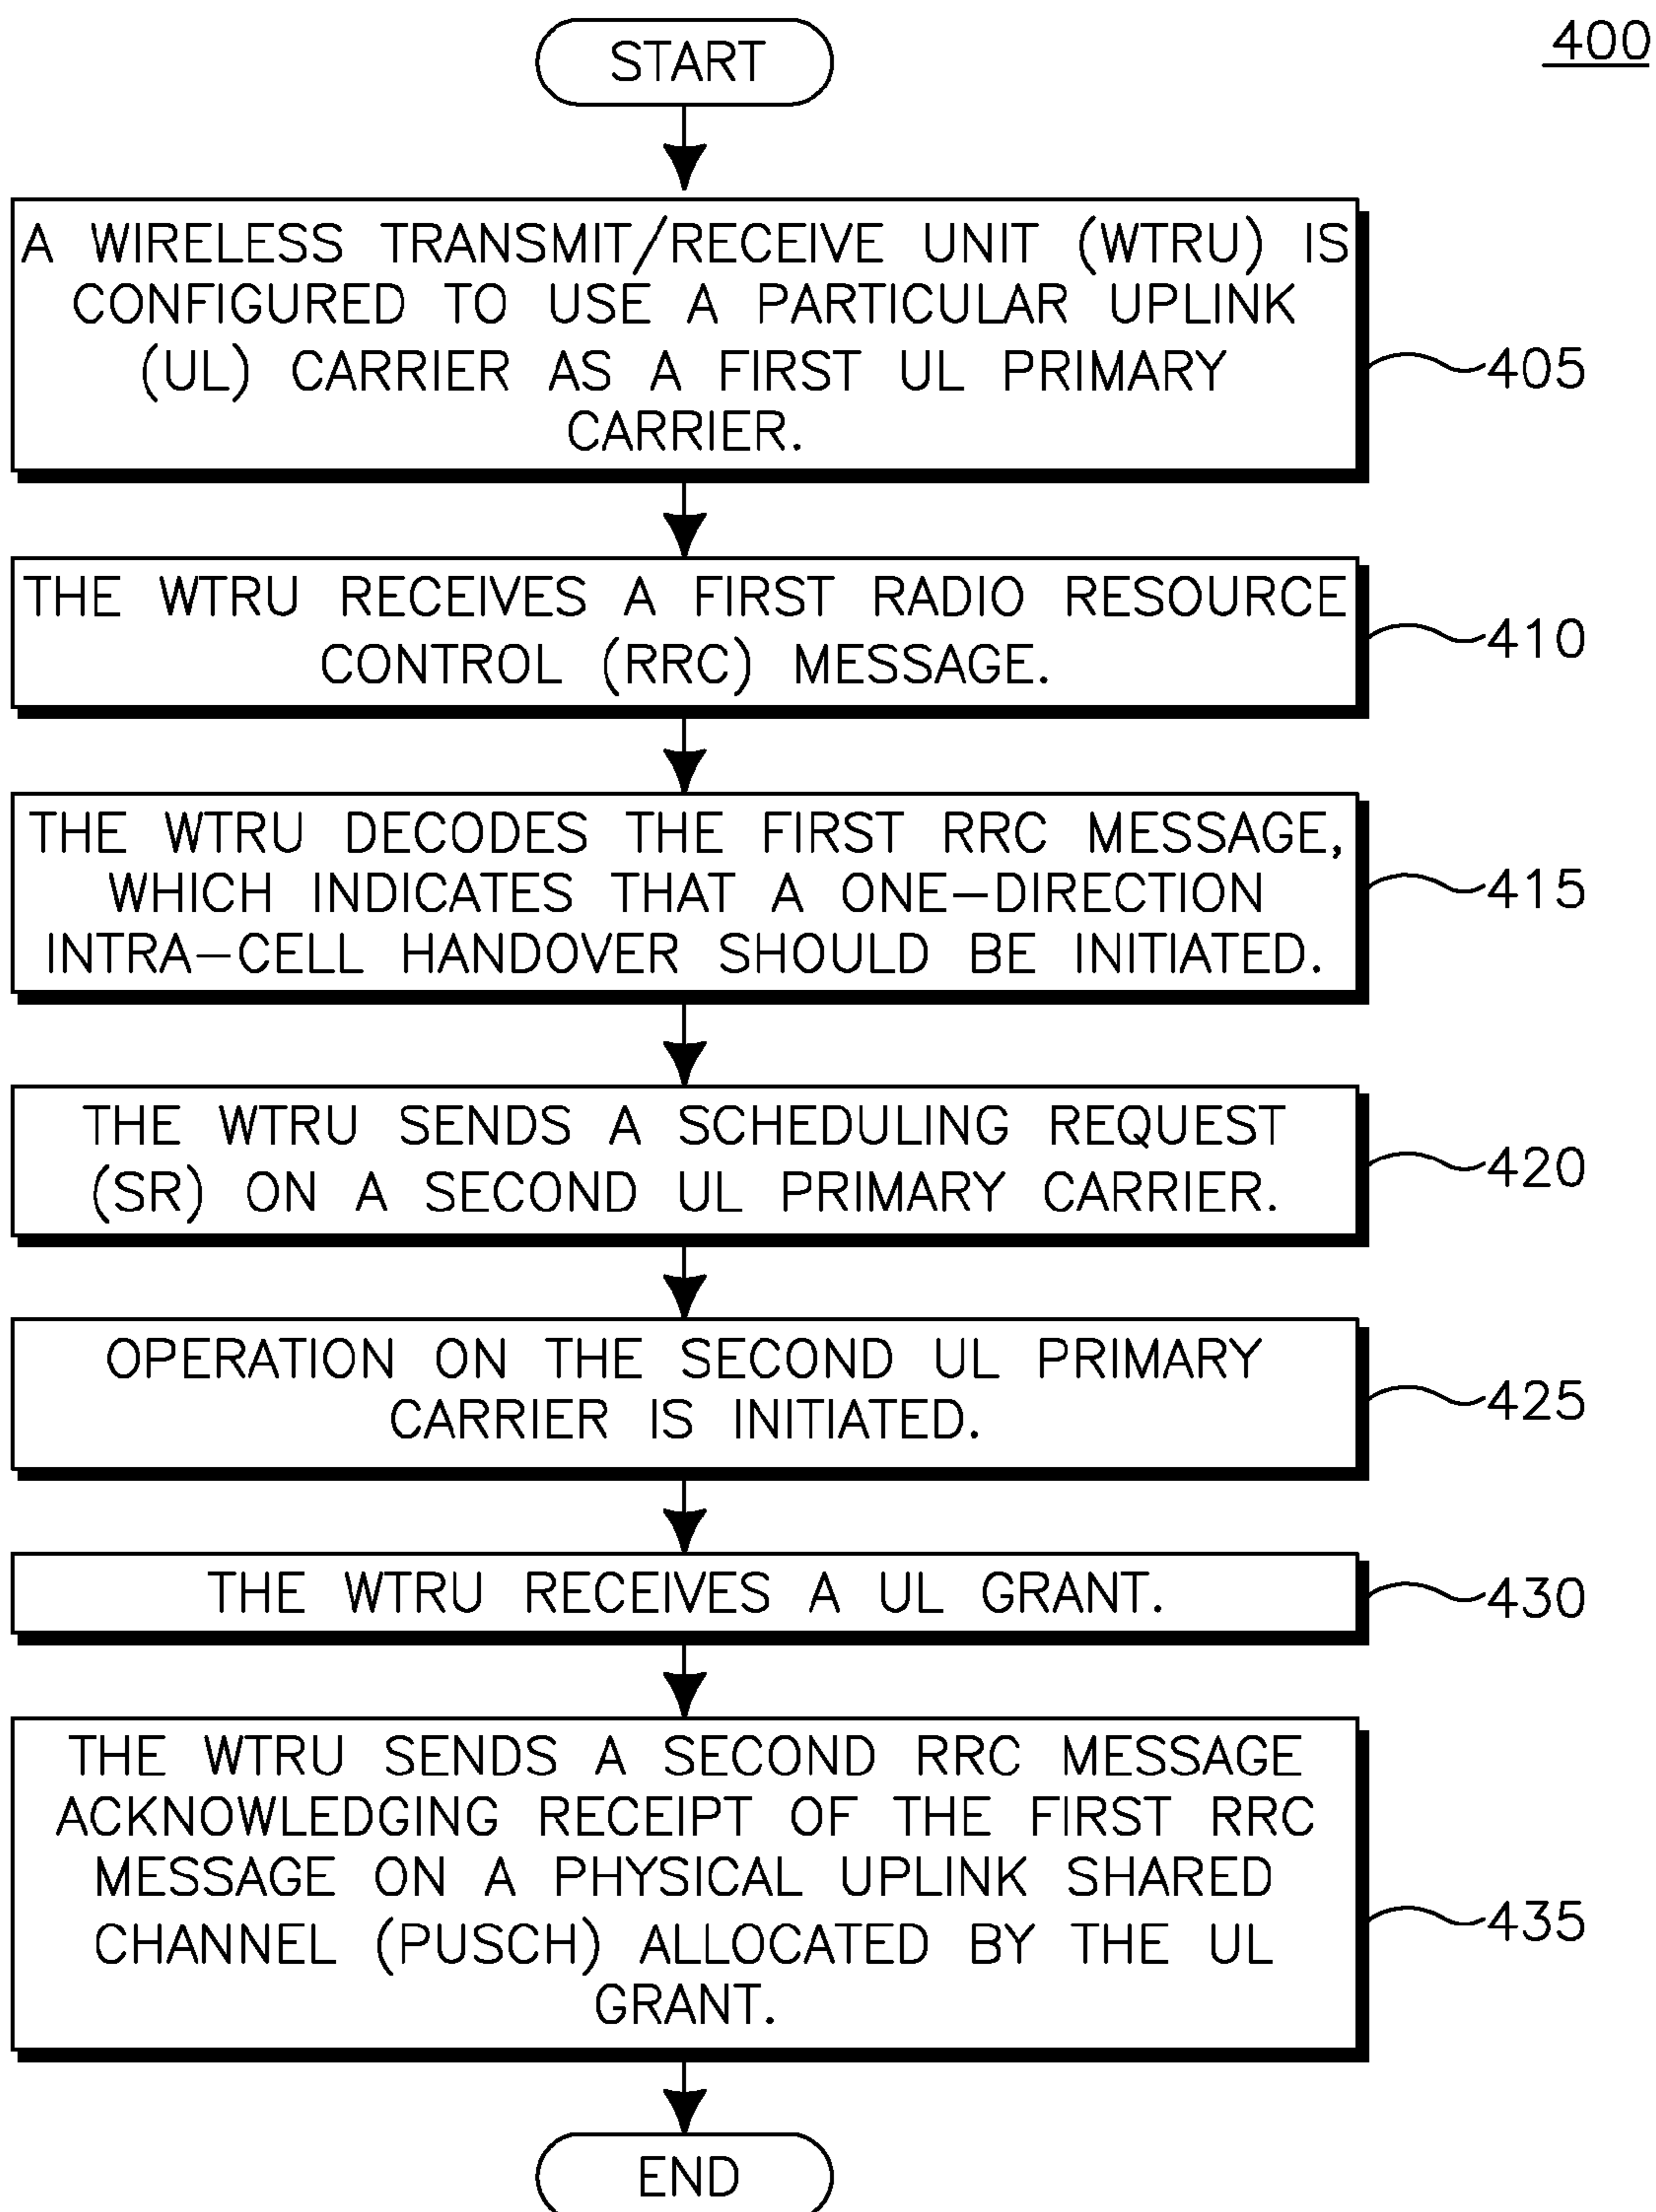 START
400
A WIRELESS TRANSMIT/RECEIVE UNIT (WTRU) IS
CONFIGURED TO USE A PARTICULAR UPLINK
(UL) CARRIER AS A FIRST UL PRIMARY
CARRIER.
405
THE WTRU RECEIVES A FIRST RADIO RESOURCE
CONTROL (RRC) MESSAGE.
410
THE WTRU DECODES THE FIRST RRC MESSAGE,
WHICH INDICATES THAT A ONE-DIRECTION
INTRA-CELL HANDOVER SHOULD BE INITIATED.
415
THE WTRU SENDS A SCHEDULING REQUEST
(SR) ON A SECOND UL PRIMARY CARRIER.
420
OPERATION ON THE SECOND UL PRIMARY
CARRIER IS INITIATED.
425
THE WTRU RECEIVES A UL GRANT.
430
THE WTRU SENDS A SECOND RRC MESSAGE
ACKNOWLEDGING RECEIPT OF THE FIRST RRC
MESSAGE ON A PHYSICAL UPLINK SHARED
CHANNEL (PUSCH) ALLOCATED BY THE UL
GRANT.
435
END